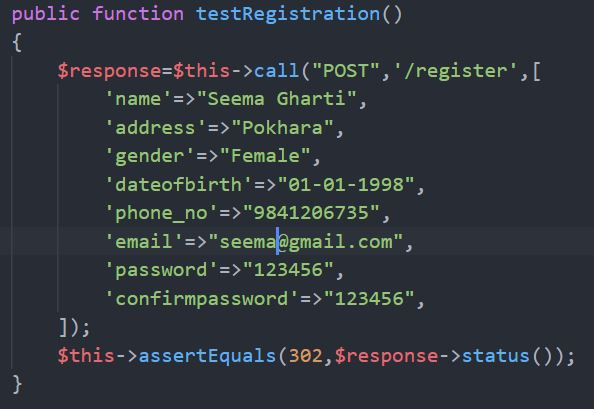 public function testRegistration()
{
$response=$this->call("POST",'/register',[
'name'=>"Seema Gharti",
'address'=>"Pokhara",
'gender'=>"Female",
'dateofbirth'=>"01-01-1998",
'phone_no'=>"9841206735",
'email'=>"seema@gmail.com",
'password'=>"123456",
'confirmpassword'=>"123456",
]);
$this->assertEquals(302,$response->status());
}